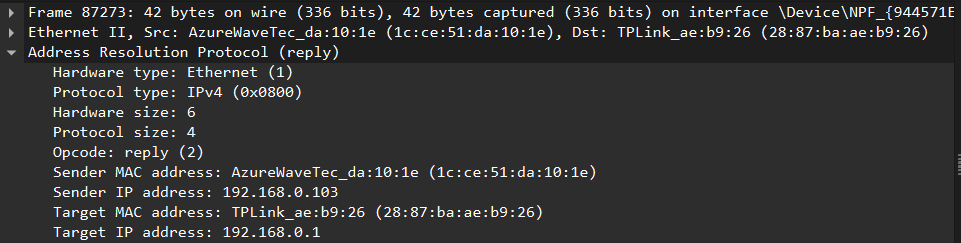 Frame 87273: 42 bytes on wire (336 bits), 42 bytes captured (336 bits) on interface \Device\NPF_{944571E
Ethernet II, Src: AzureWaveTec_da:10:1e (1c:ce:51:da:10:1e), Dst: TPLink_ae:b9:26 (28:87:ba:ae:b9:26)
Address Resolution Protocol (reply)
Hardware type: Ethernet (1)
Protocol type: IPv4 (0x0800)
Hardware size: 6
Protocol size: 4
Opcode: reply (2)
Sender MAC address: AzureWaveTec_da:10:1e (1c:ce:51:da:10:1e)
Sender IP address: 192.168.0.103
Target MAC address: TPLink_ae:b9:26 (28:87:ba:ae:b9:26)
Target IP address: 192.168.0.1